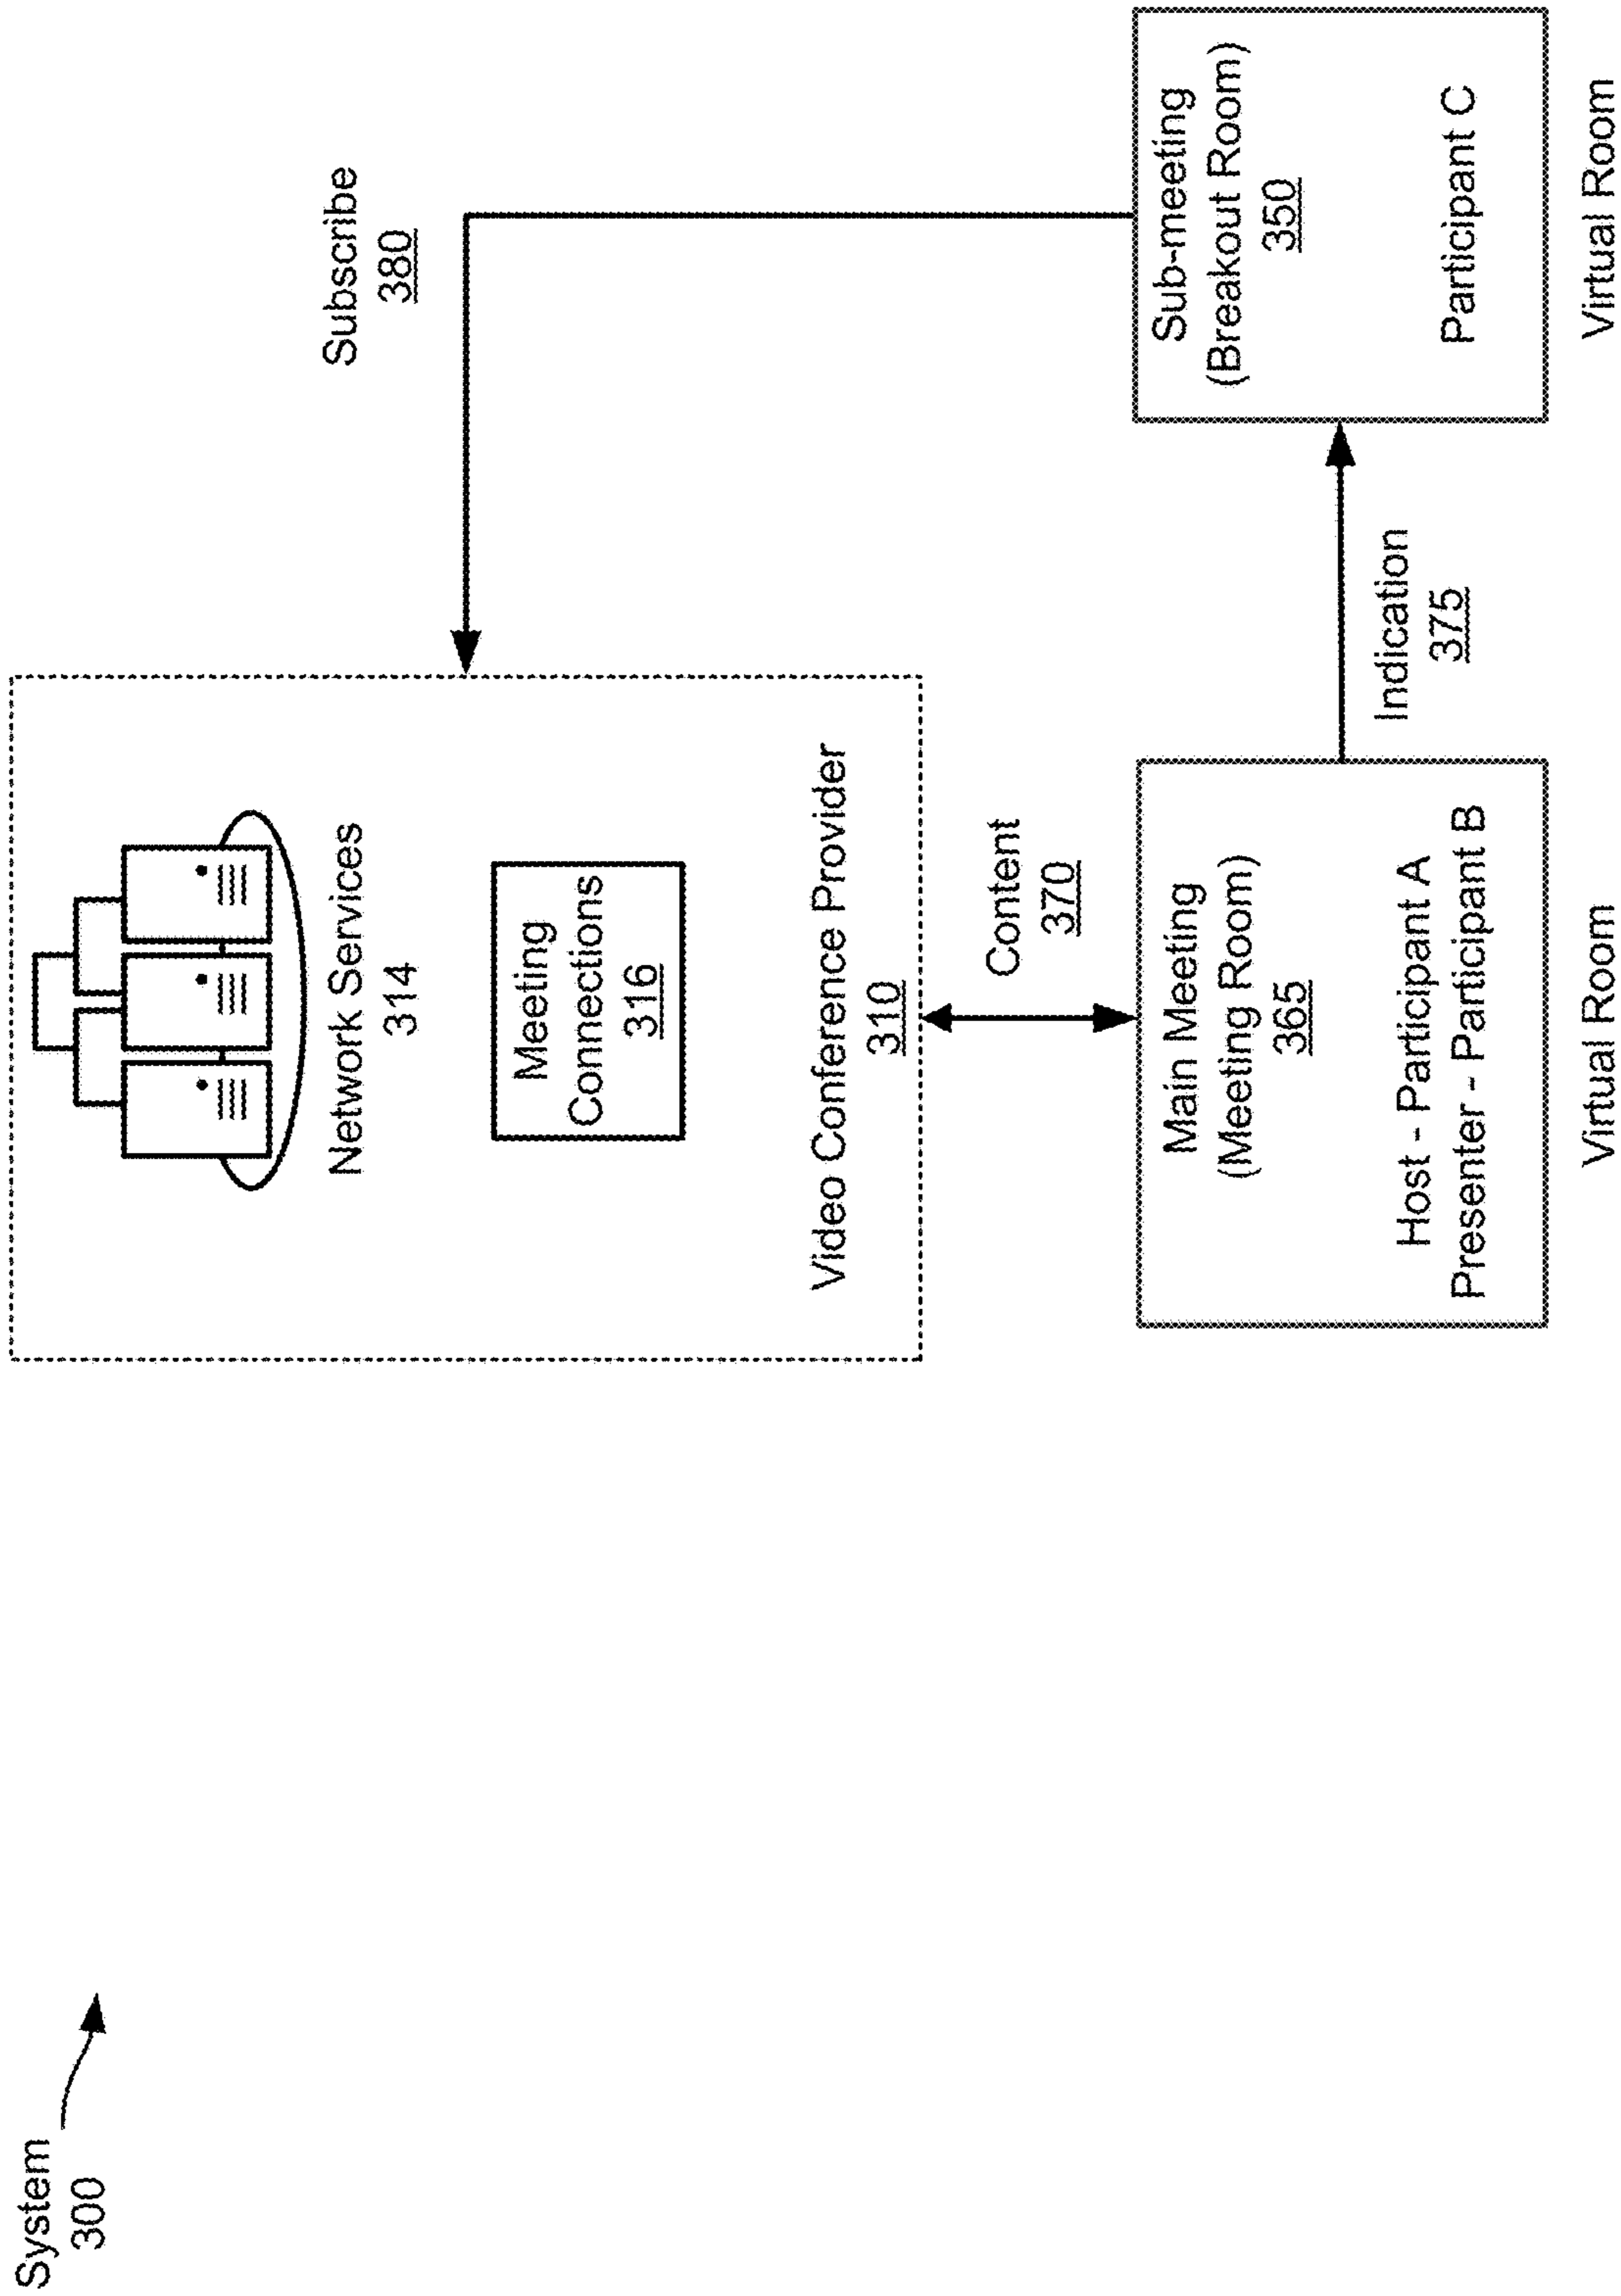 System
300
Network Services
314
Meeting
Connections
316
Video Conference Provider
310
Subscribe
380
Content
370
Main Meeting
(Meeting Room)
365
Host - Participant A
Presenter - Participant B
Virtual Room
Indication
375
Sub-meeting
(Breakout Room)
350
Participant C
Virtual Room